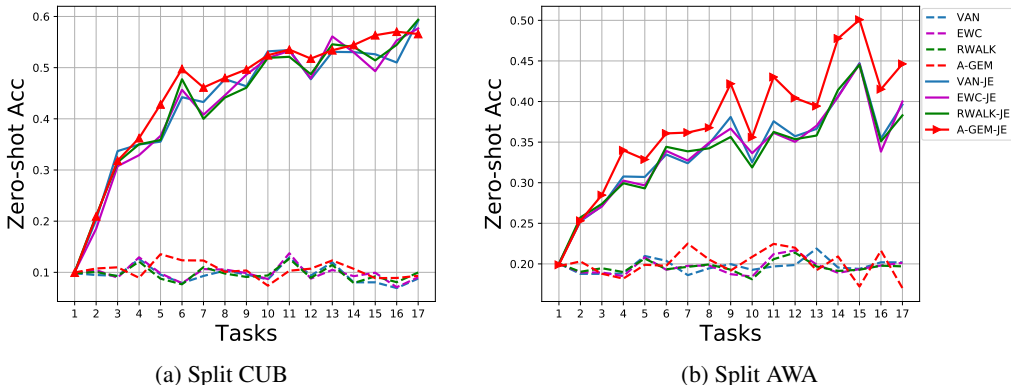 0.6
0.5
0.4
0.3
0.2
0.1
Zero-shot Acc
1 2 3 4 5 6 7 8 9 10 11 12 13 14 15 16 17
Tasks
(a) Split CUB
0.50
0.45
0.40
0.35
0.30
0.25
0.20
Zero-shot Acc
1 2 3 4 5 6 7 8 9 10 11 12 13 14 15 16 17
Tasks
(b) Split AWA
VAN
EWC
RWALK
A-GEM
VAN-JE
EWC-JE
RWALK-JE
A-GEM-JE